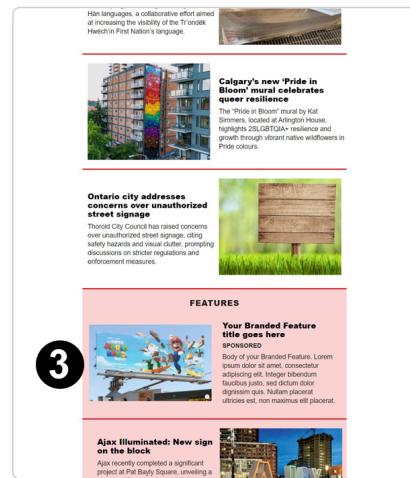 Hän languages, a collaborative effort aimed
at increasing the visibility of the Tr'ondëk
Hwëch'in First Nation's language.
Calgary's new 'Pride in
Bloom' mural celebrates
queer resilience
The "Pride in Bloom" mural by Kat
Simmers, located at Arlington House,
highlights 2SLGBTQIA+ resilience and
growth through vibrant native wildflowers in
Pride colours.
Ontario city addresses
concerns over unauthorized
street signage
Thorold City Council has raised concerns
over unauthorized street signage, citing
safety hazards and visual clutter, prompting
discussions on stricter regulations and
enforcement measures.
FEATURES
3
Your Branded Feature
title goes here
SPONSORED
Body of your Branded Feature. Lorem
ipsum dolor sit amet, consectetur
adipiscing elit. Integer bibendum
faucibus justo, sed dictum dolor
dignissim quis. Nullam placerat
ultricies est, non maximus elit placerat.
Ajax Illuminated: New sign
on the block
Ajax recently completed a significant
project at Pat Bayly Square, unveiling a